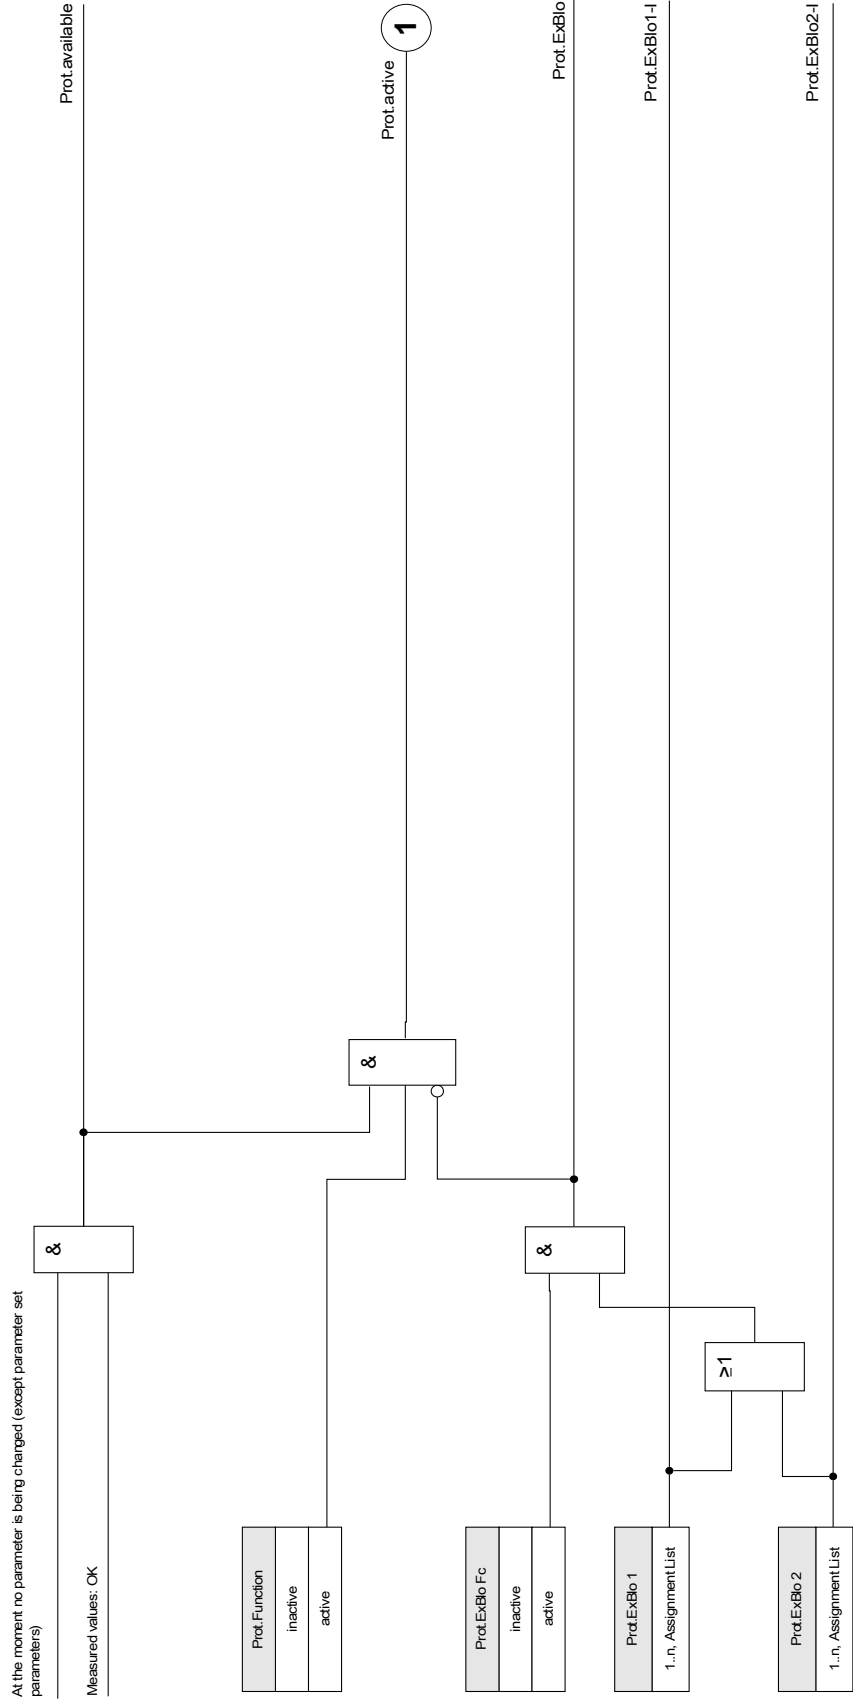 At the moment no parameter is being changed (except parameter set
parameters)
Measured values: OK
&
Prot.available
Prot.Function
inactive
active
&
Prot.active
1
Prot.ExBlo Fc
inactive
active
&
Prot.ExBlo
Prot.ExBlo 1
1..n, Assignment List
Prot.ExBlo1-I
≥1
Prot.ExBlo 2
1..n, Assignment List
Prot.ExBlo2-I